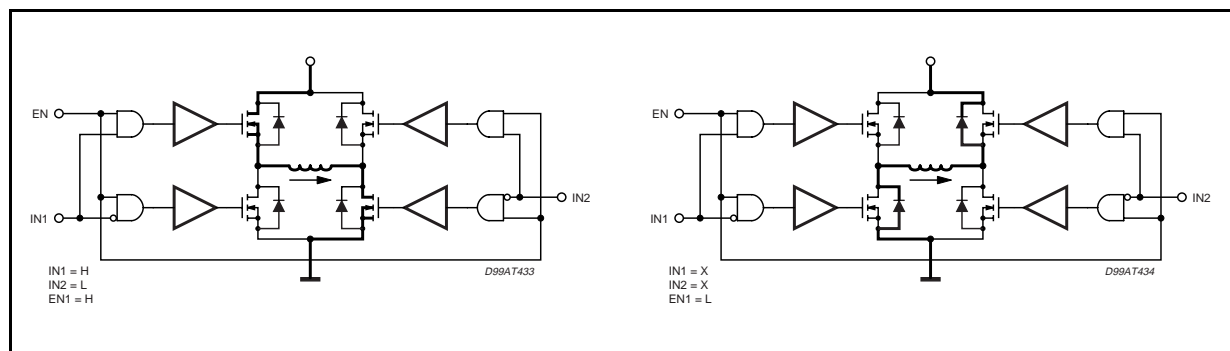 EN
IN1
IN2
IN1 = H
IN2 = L
EN1 = H
D99AT433
EN
IN1
IN2
IN1 = X
IN2 = X
EN1 = L
D99AT434